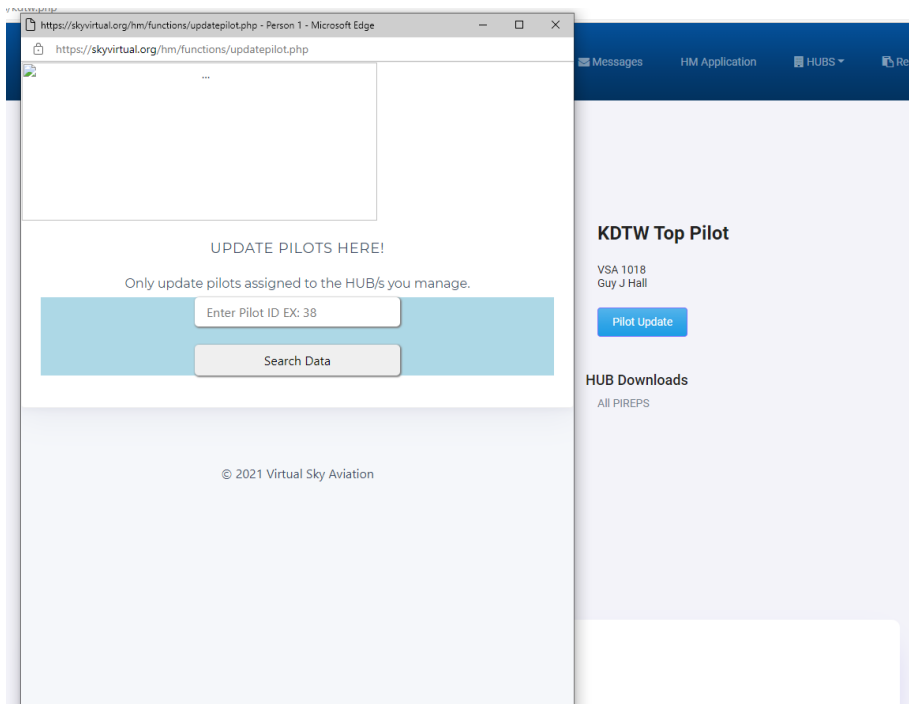 https://skyvirtual.org/hm/functions/updatepilot.php - Person 1 - Microsoft Edge
https://skyvirtual.org/hm/functions/updatepilot.php
...
UPDATE PILOTS HERE!
Only update pilots assigned to the HUB/s you manage.
Enter Pilot ID EX: 38
Search Data
© 2021 Virtual Sky Aviation
Messages
HM Application
HUBS
Re
KDTW Top Pilot
VSA 1018
Guy J Hall
Pilot Update
HUB Downloads
All PIREPS